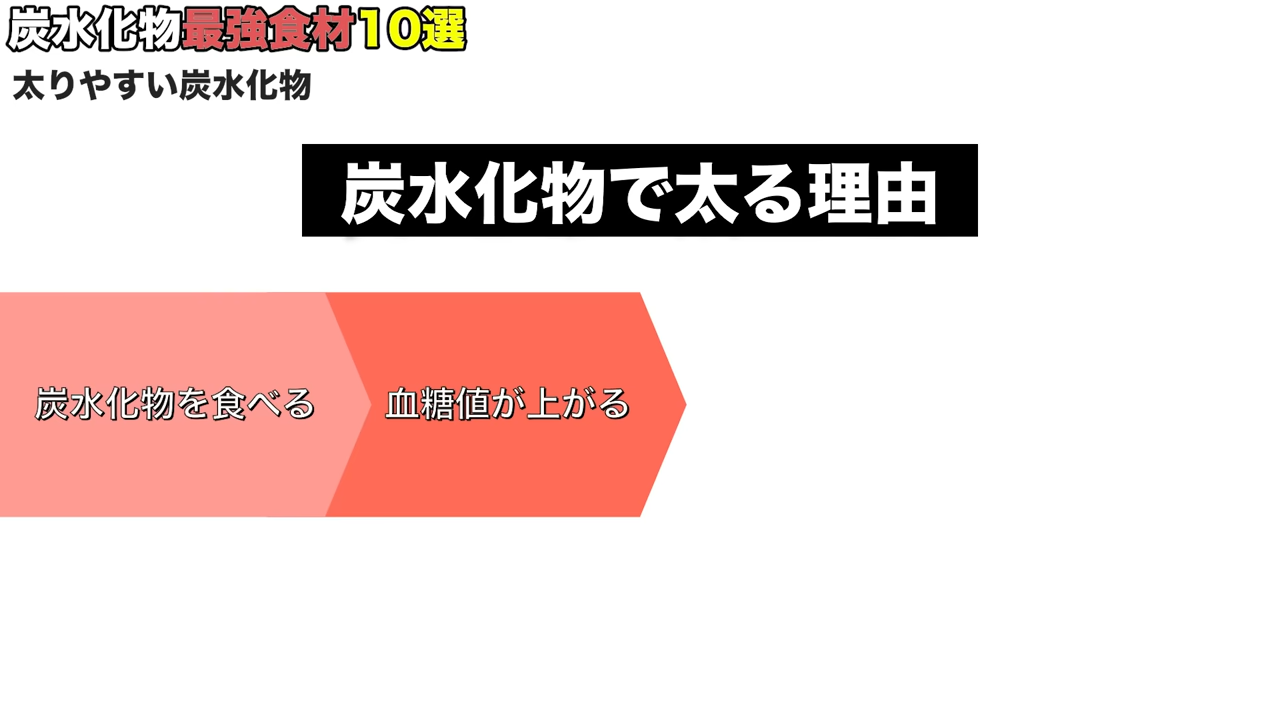 炭水化物最強食材10選
太りやすい炭水化物
炭水化物で太る理由
炭水化物を食べる
血糖値が上がる